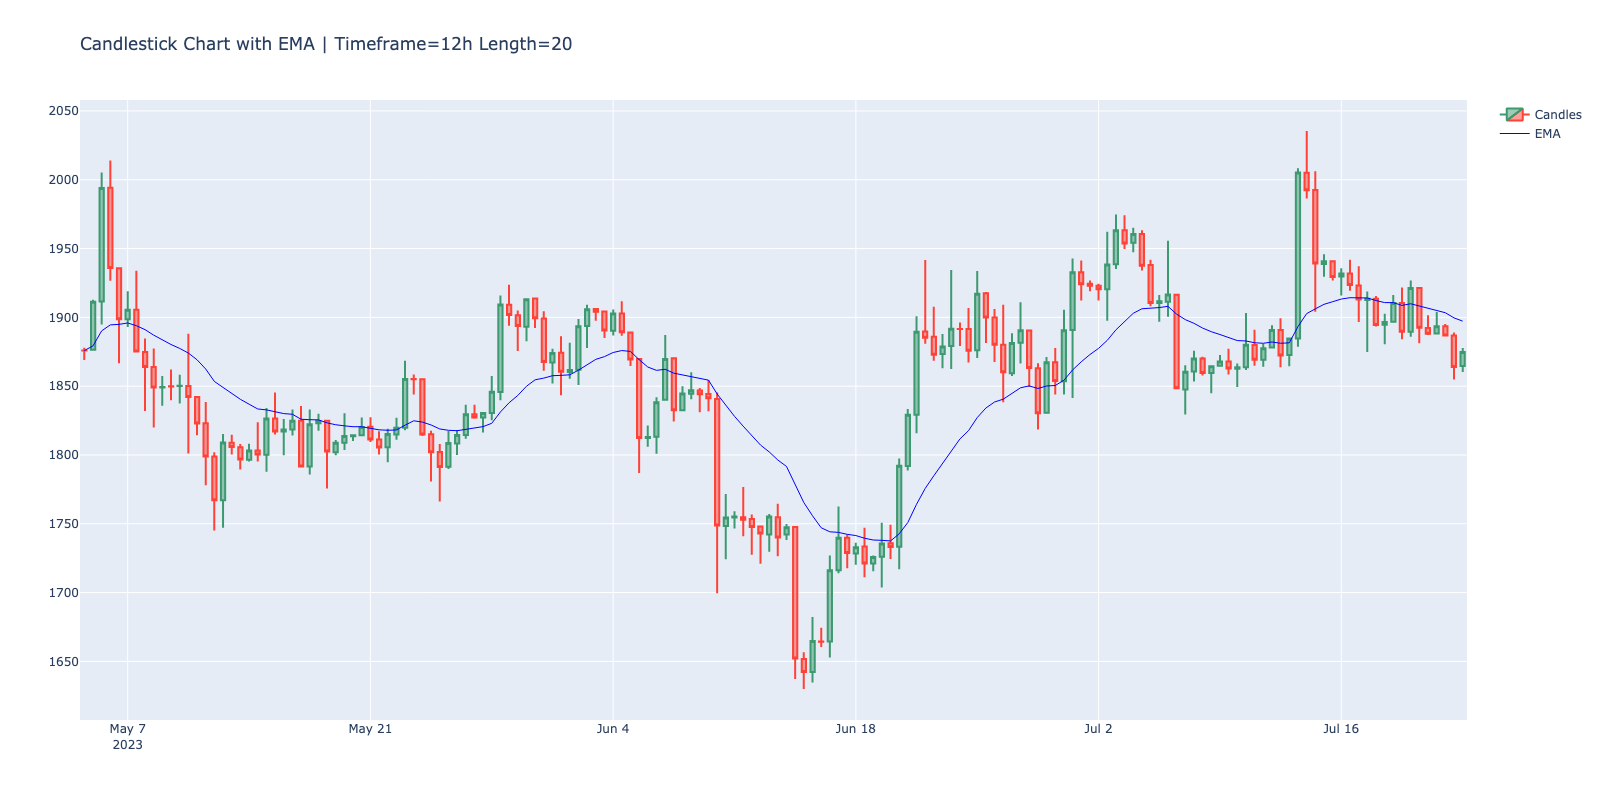 Candlestick Chart with EMA | Timeframe=12h Length=20
2050
2000
1950
1900
1850
1800
1750
1700
1650
May 7
2023
May 21
Jun 4
Jun 18
Jul 2
Jul 16
Candles
EMA